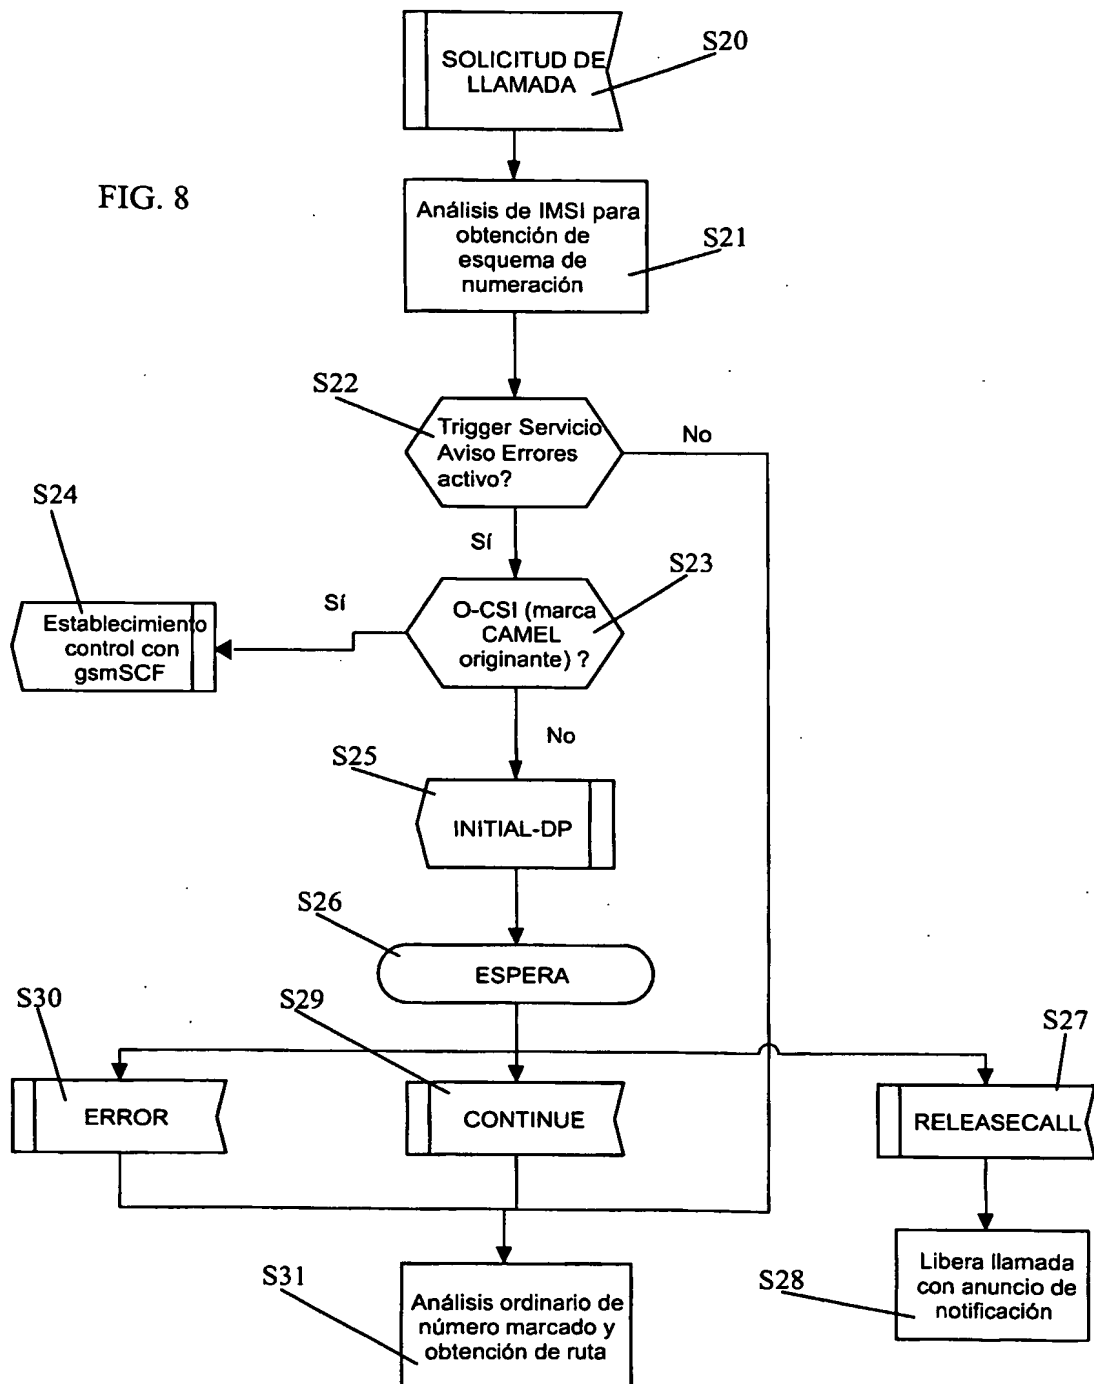 S20
SOLICITUD DE
LLAMADA
FIG. 8
Análisis de IMSI para
obtención de
esquema de
numeración
S21
S22
Trigger Servicio
Aviso Errores
activo?
No
Sí
S24
S23
Sí
O-CSI (marca
CAMEL
originante) ?
Establecimiento
control con
gsmSCF
No
S25
INITIAL-DP
S26
ESPERA
S30
S29
S27
ERROR
CONTINUE
RELEASECALL
S31
S28
Libera llamada
con anuncio de
notificación
Análisis ordinario de
número marcado y
obtención de ruta